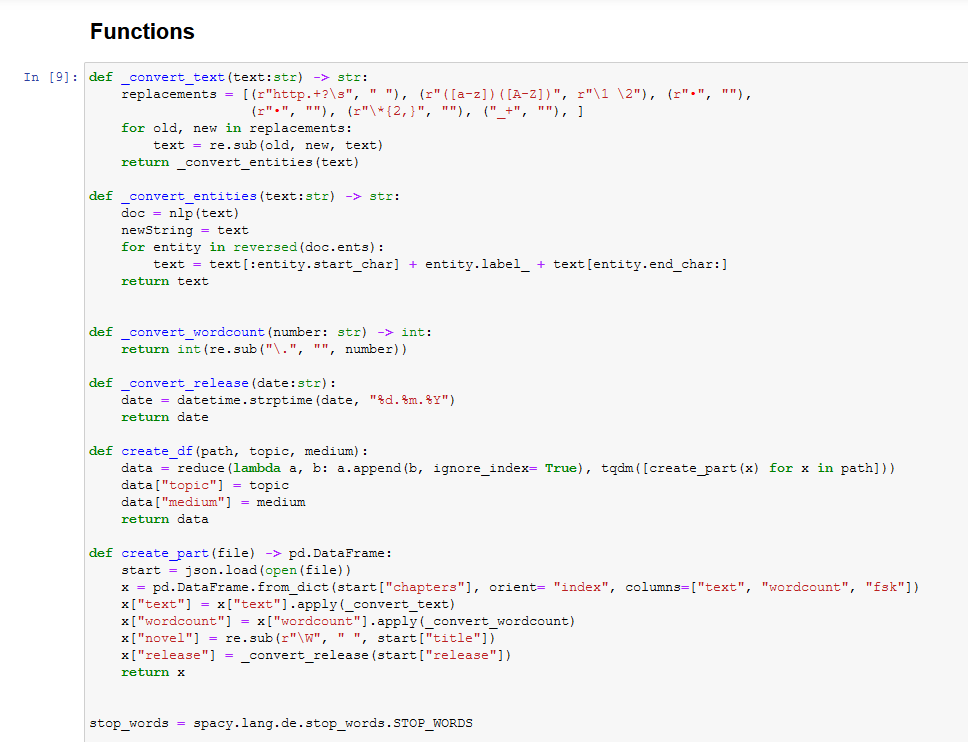 Functions
In [9]: def _convert_text(text:str) -> str:
    replacements = [(r"http.+?\s", " "), (r"([a-z])([A-Z])", r"\1 \2"), (r"•", ""),
                    (r"•", ""), (r"\*{2,}", ""), ("_+", ""), ]
    for old, new in replacements:
        text = re.sub(old, new, text)
    return _convert_entities(text)

def _convert_entities(text:str) -> str:
    doc = nlp(text)
    newString = text
    for entity in reversed(doc.ents):
        text = text[:entity.start_char] + entity.label_ + text[entity.end_char:]
    return text


def _convert_wordcount(number: str) -> int:
    return int(re.sub("\.", "", number))

def _convert_release(date:str):
    date = datetime.strptime(date, "%d.%m.%Y")
    return date

def create_df(path, topic, medium):
    data = reduce(lambda a, b: a.append(b, ignore_index= True), tqdm([create_part(x) for x in path]))
    data["topic"] = topic
    data["medium"] = medium
    return data

def create_part(file) -> pd.DataFrame:
    start = json.load(open(file))
    x = pd.DataFrame.from_dict(start["chapters"], orient= "index", columns=["text", "wordcount", "fsk"])
    x["text"] = x["text"].apply(_convert_text)
    x["wordcount"] = x["wordcount"].apply(_convert_wordcount)
    x["novel"] = re.sub(r"\W", " ", start["title"])
    x["release"] = _convert_release(start["release"])
    return x


stop_words = spacy.lang.de.stop_words.STOP_WORDS